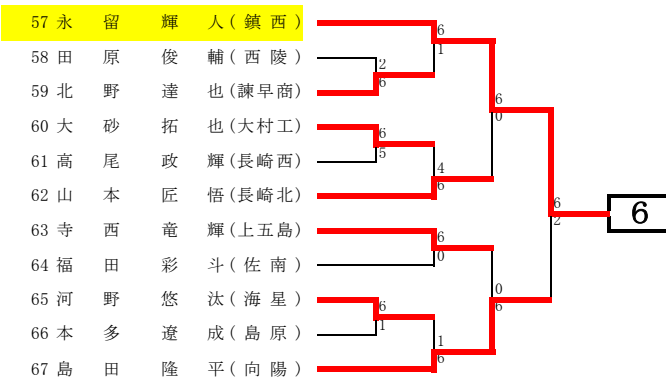 57 永留輝人(鎮西)
6
1
58 田原俊輔(西陵)
2
6
59 北野達也(諫早商)
6
0
60 大砂拓也(大村工)
6
5
61 高尾政輝(長崎西)
4
6
62 山本匠悟(長崎北)
6
2
6
63 寺西竜輝(上五島)
6
0
64 福田彩斗(佐南)
0
6
65 河野悠汰(海星)
6
1
66 本多遼成(島原)
1
6
67 島田隆平(向陽)